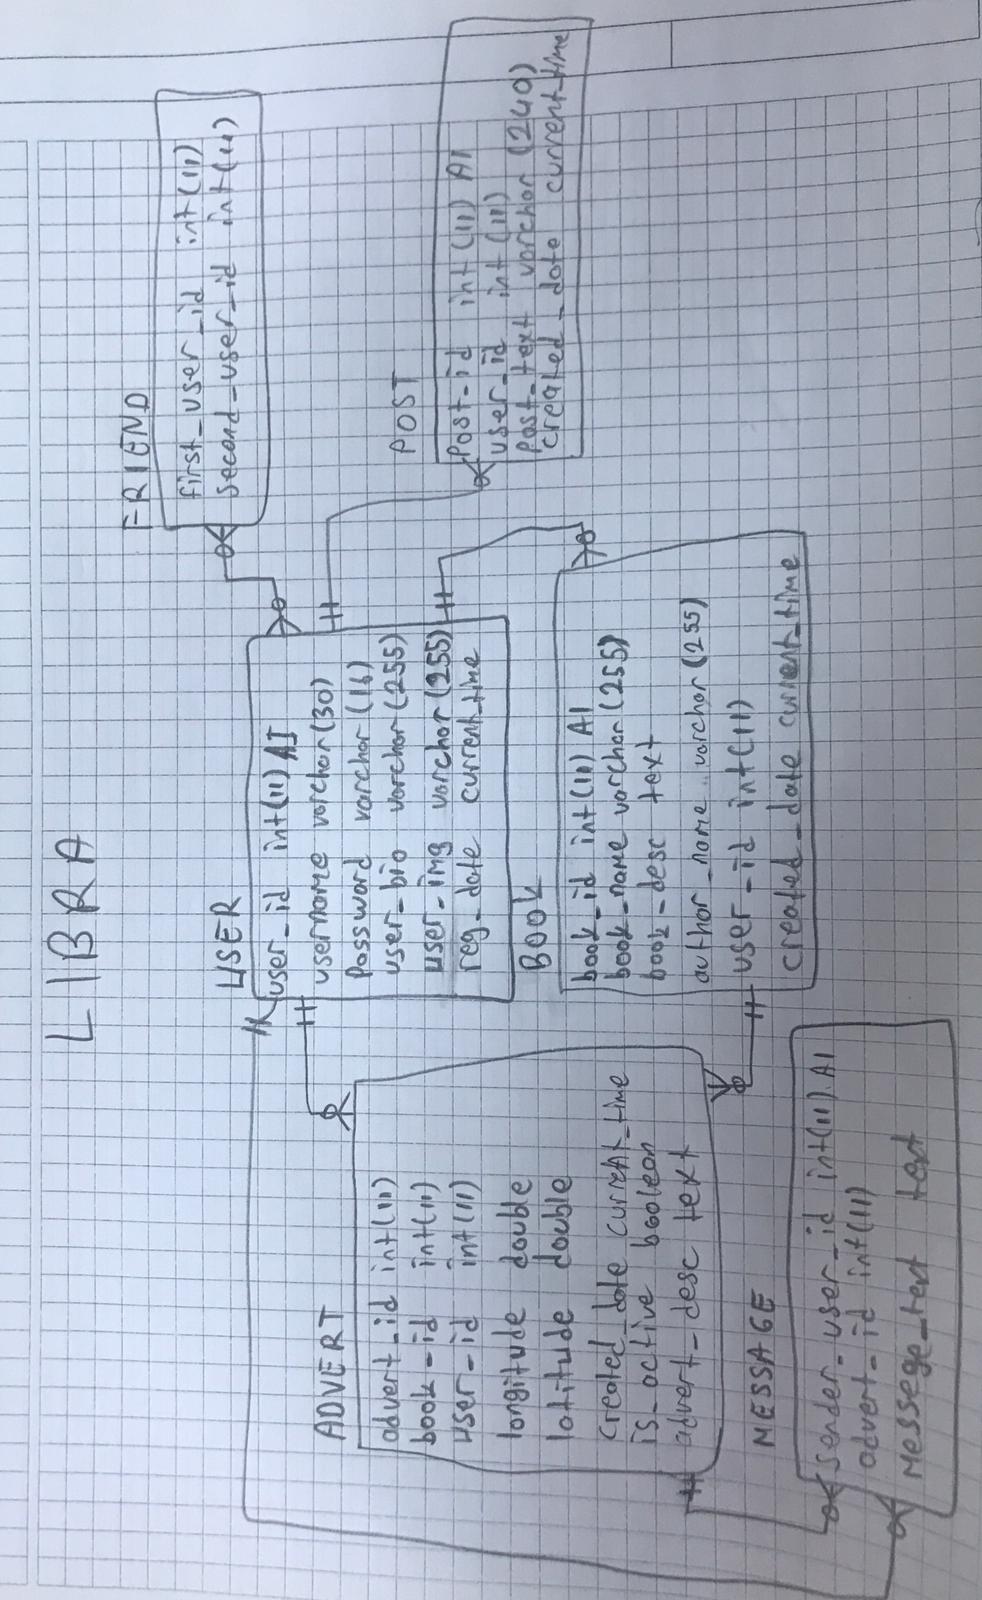 LIBRA
FRIEND
first_user_id int(11)
second_user_id int(11)
USER
user_id int(11) AI
username varchar(30)
password varchar(16)
user_bio varchar(255)
user_img varchar(255)
reg_date current_time
POST
post_id int(11) AI
user_id int(11)
post_text varchar(240)
created_date current_time
BOOK
book_id int(11) AI
book_name varchar(255)
book_desc text
author_name varchar(255)
user_id int(11)
created_date current_time
ADVERT
advert_id int(11)
book_id int(11)
user_id int(11)
longitude double
latitude double
created_date current_time
is_active boolean
advert_desc text
MESSAGE
sender_user_id int(11) AI
advert_id int(11)
messege_text text